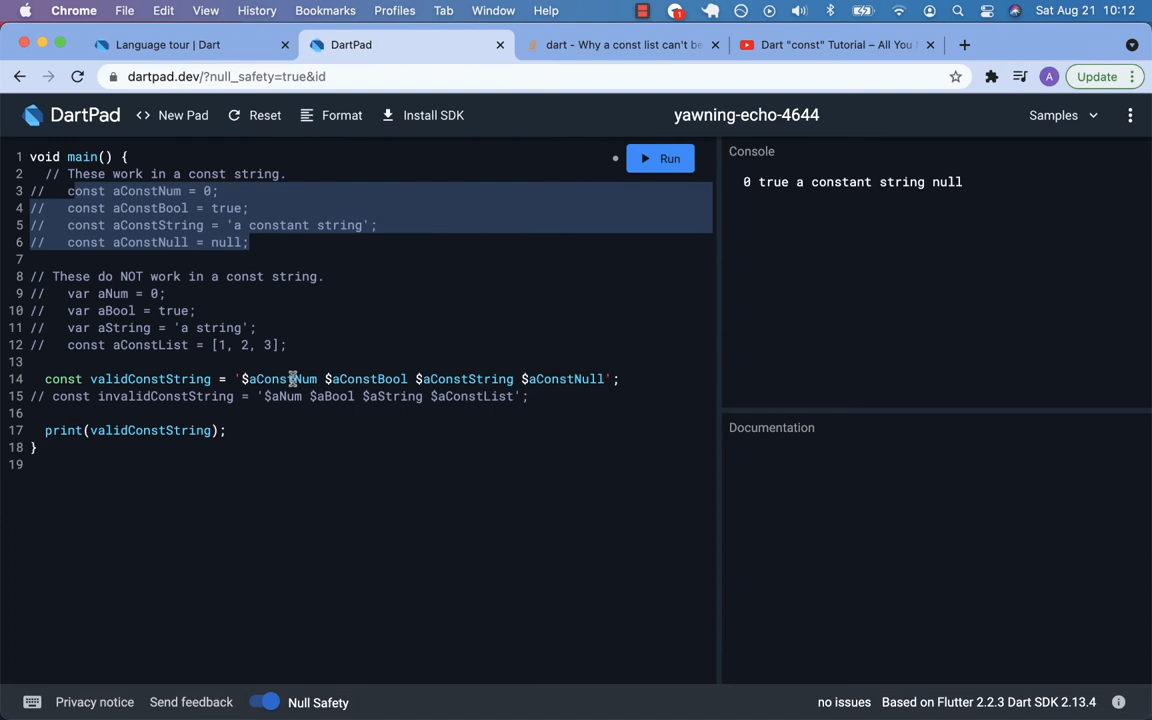 Chrome File Edit View History Bookmarks Profiles Tab Window Help 1 Sat Aug 21 10:12
Language tour | Dart DartPad dart - Why a const list can't be Dart "const" Tutorial – All You
dartpad.dev/?null_safety=true&id A Update
DartPad <> New Pad Reset Format Install SDK yawning-echo-4644 Samples
Run
1 void main() {
2 // These work in a const string.
3 // const aConstNum = 0;
4 // const aConstBool = true;
5 // const aConstString = 'a constant string';
6 // const aConstNull = null;
7
8 // These do NOT work in a const string.
9 // var aNum = 0;
10 // var aBool = true;
11 // var aString = 'a string';
12 // const aConstList = [1, 2, 3];
13
14 const validConstString = '$aConstNum $aConstBool $aConstString $aConstNull';
15 // const invalidConstString = '$aNum $aBool $aString $aConstList';
16
17 print(validConstString);
18 }
19
Console
0 true a constant string null
Documentation
Privacy notice Send feedback Null Safety no issues Based on Flutter 2.2.3 Dart SDK 2.13.4